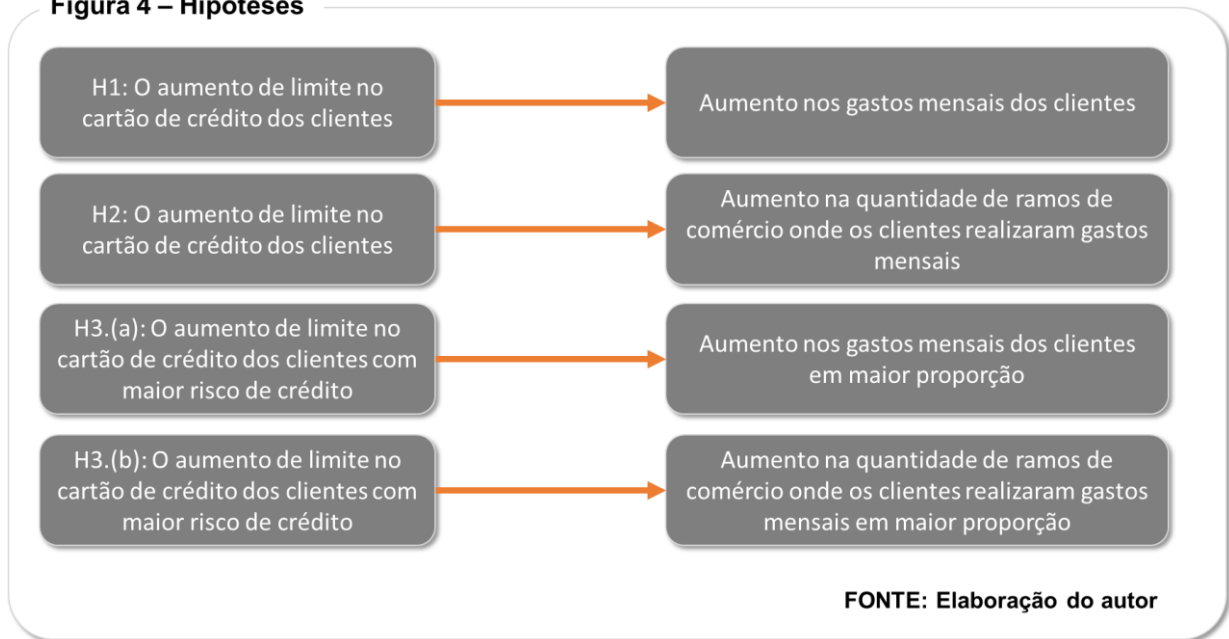 Figura 4 – Hipóteses
H1: O aumento de limite no
cartão de crédito dos clientes
Aumento nos gastos mensais dos clientes
H2: O aumento de limite no
cartão de crédito dos clientes
Aumento na quantidade de ramos de
comércio onde os clientes realizaram gastos
mensais
H3.(a): O aumento de limite no
cartão de crédito dos clientes com
maior risco de crédito
Aumento nos gastos mensais dos clientes
em maior proporção
H3.(b): O aumento de limite no
cartão de crédito dos clientes com
maior risco de crédito
Aumento na quantidade de ramos de
comércio onde os clientes realizaram gastos
mensais em maior proporção
FONTE: Elaboração do autor